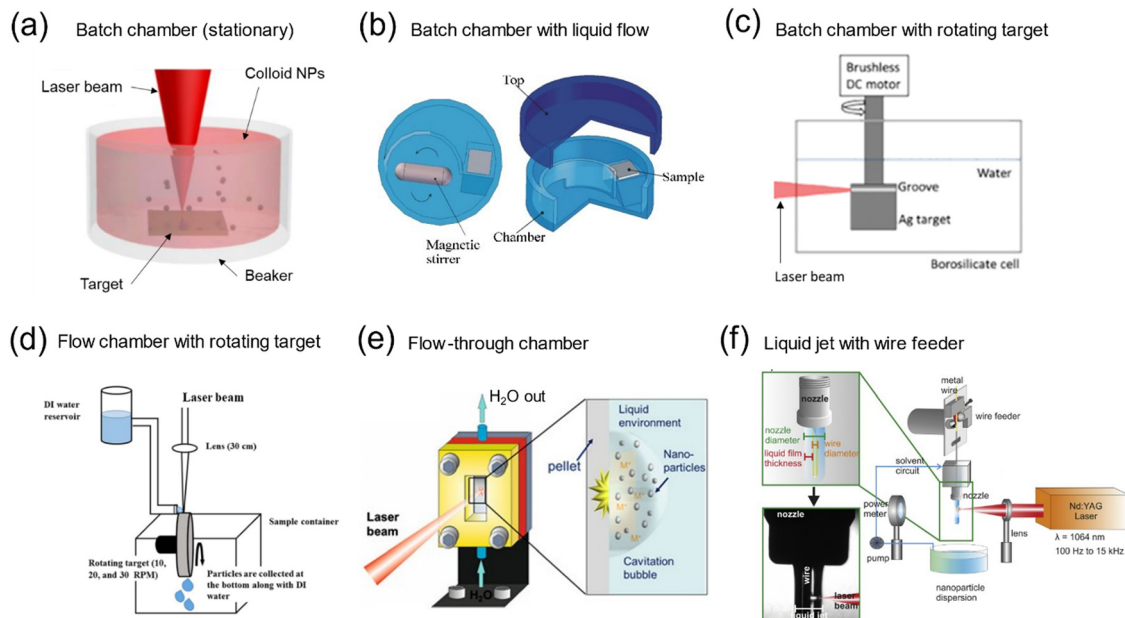 (a)
Batch chamber (stationary)
Laser beam
Colloid NPs
Target
Beaker
(b)
Batch chamber with liquid flow
Top
Sample
Chamber
Magnetic
stirrer
(c)
Batch chamber with rotating target
Brushless
DC motor
Water
Groove
Ag target
Laser beam
Borosilicate cell
(d)
Flow chamber with rotating target
DI water
reservoir
Laser beam
Lens (30 cm)
Sample container
Rotating target (10,
20, and 30 RPM)
Particles are collected
at the bottom along with DI
water
(e)
Flow-through chamber
H₂O out
Liquid
environment
pellet
Nano-
particles
M⁺
M⁺
M⁺
M⁺
Laser
beam
Cavitation
bubble
H₂O
(f)
Liquid jet with wire feeder
nozzle
nozzle
diameter
wire
diameter
liquid film
thickness
metal
wire
wire feeder
solvent
circuit
nozzle
power
meter
lens
Nd:YAG
Laser
λ = 1064 nm
100 Hz to 15 kHz
pump
nanoparticle
dispersion
nozzle
wire
laser
beam
liquid jet